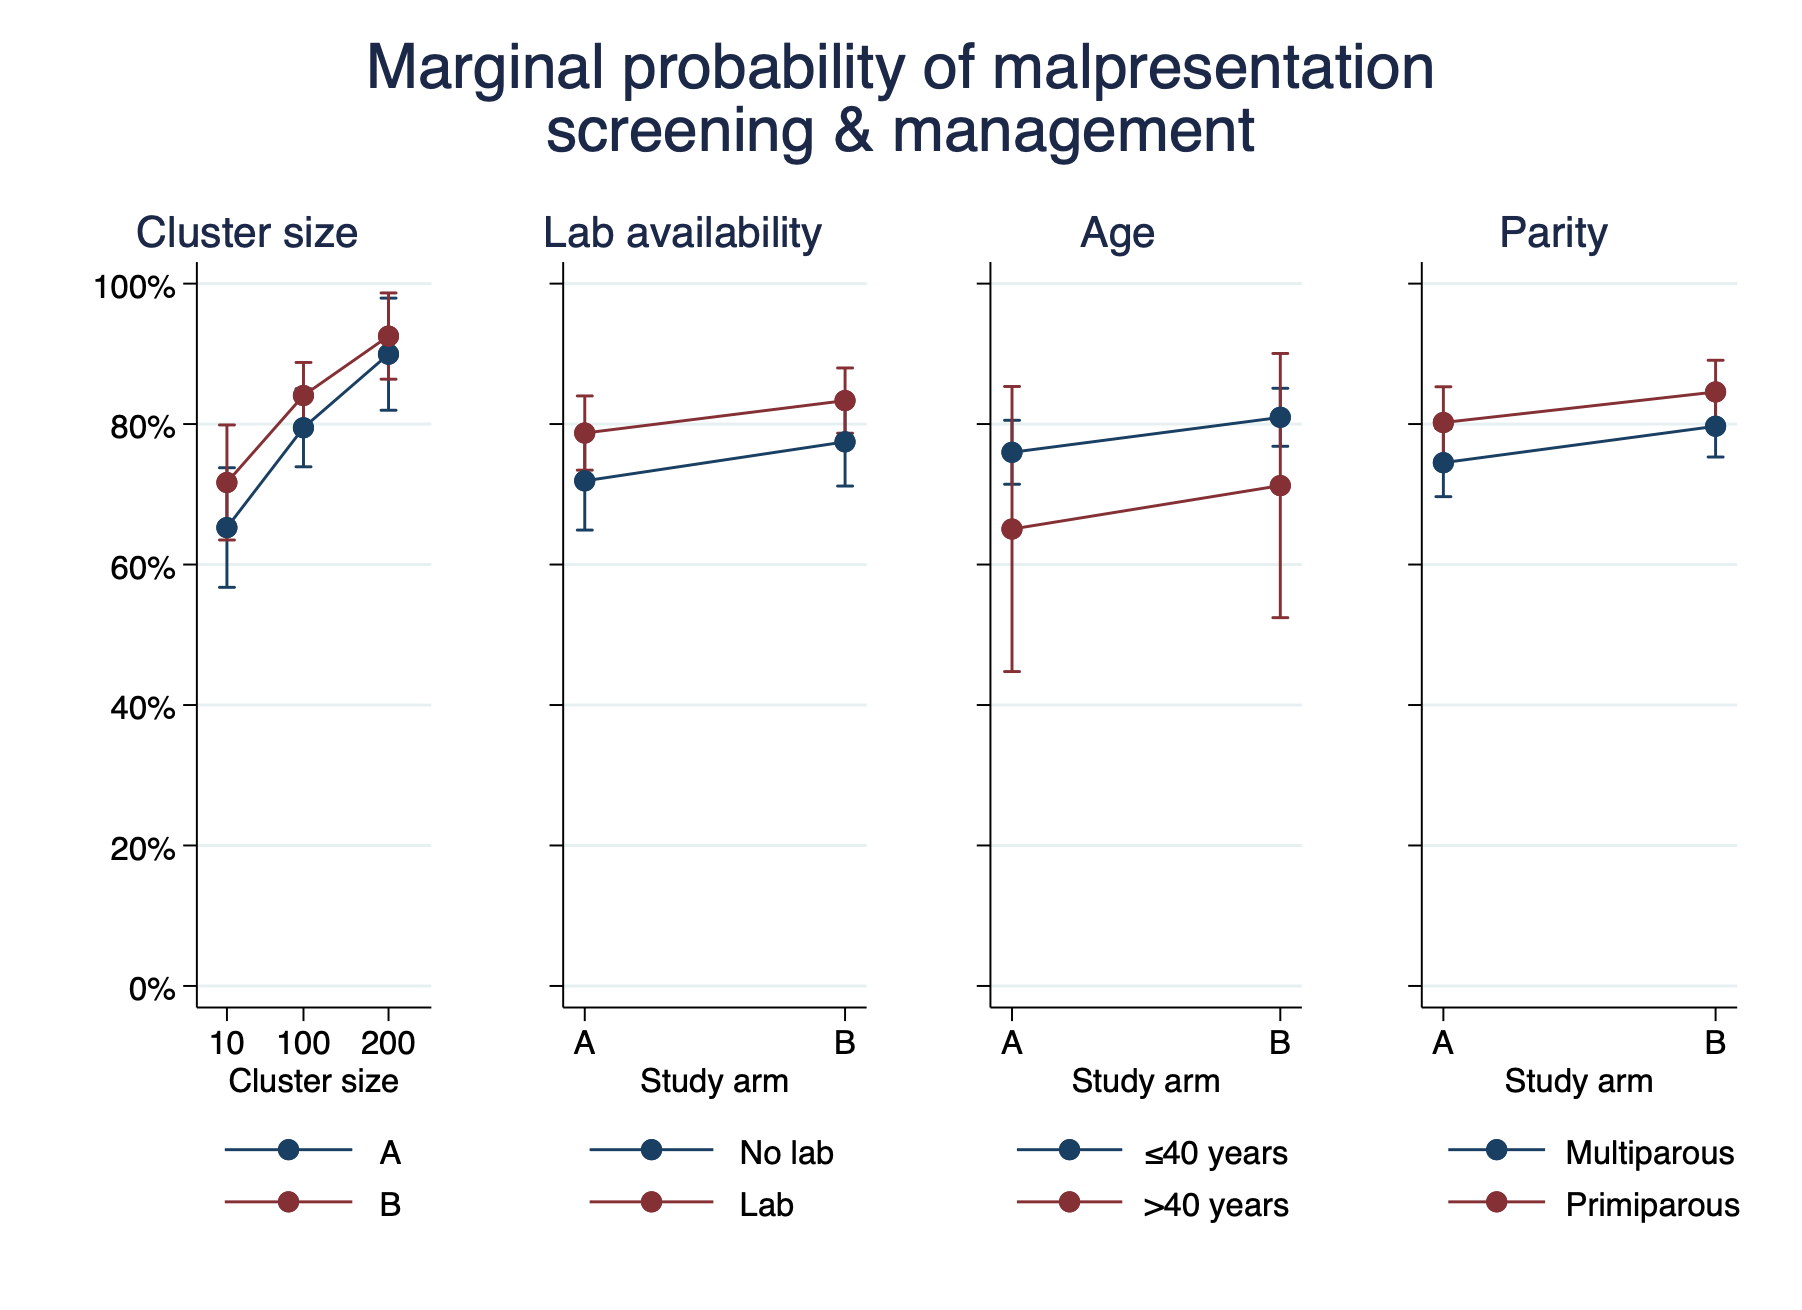 Marginal probability of malpresentation
screening & management
Cluster size
Lab availability
Age
Parity
100%
80%
60%
40%
20%
0%
10 100 200
Cluster size
A
B
A B
Study arm
No lab
Lab
A B
Study arm
≤40 years
>40 years
A B
Study arm
Multiparous
Primiparous